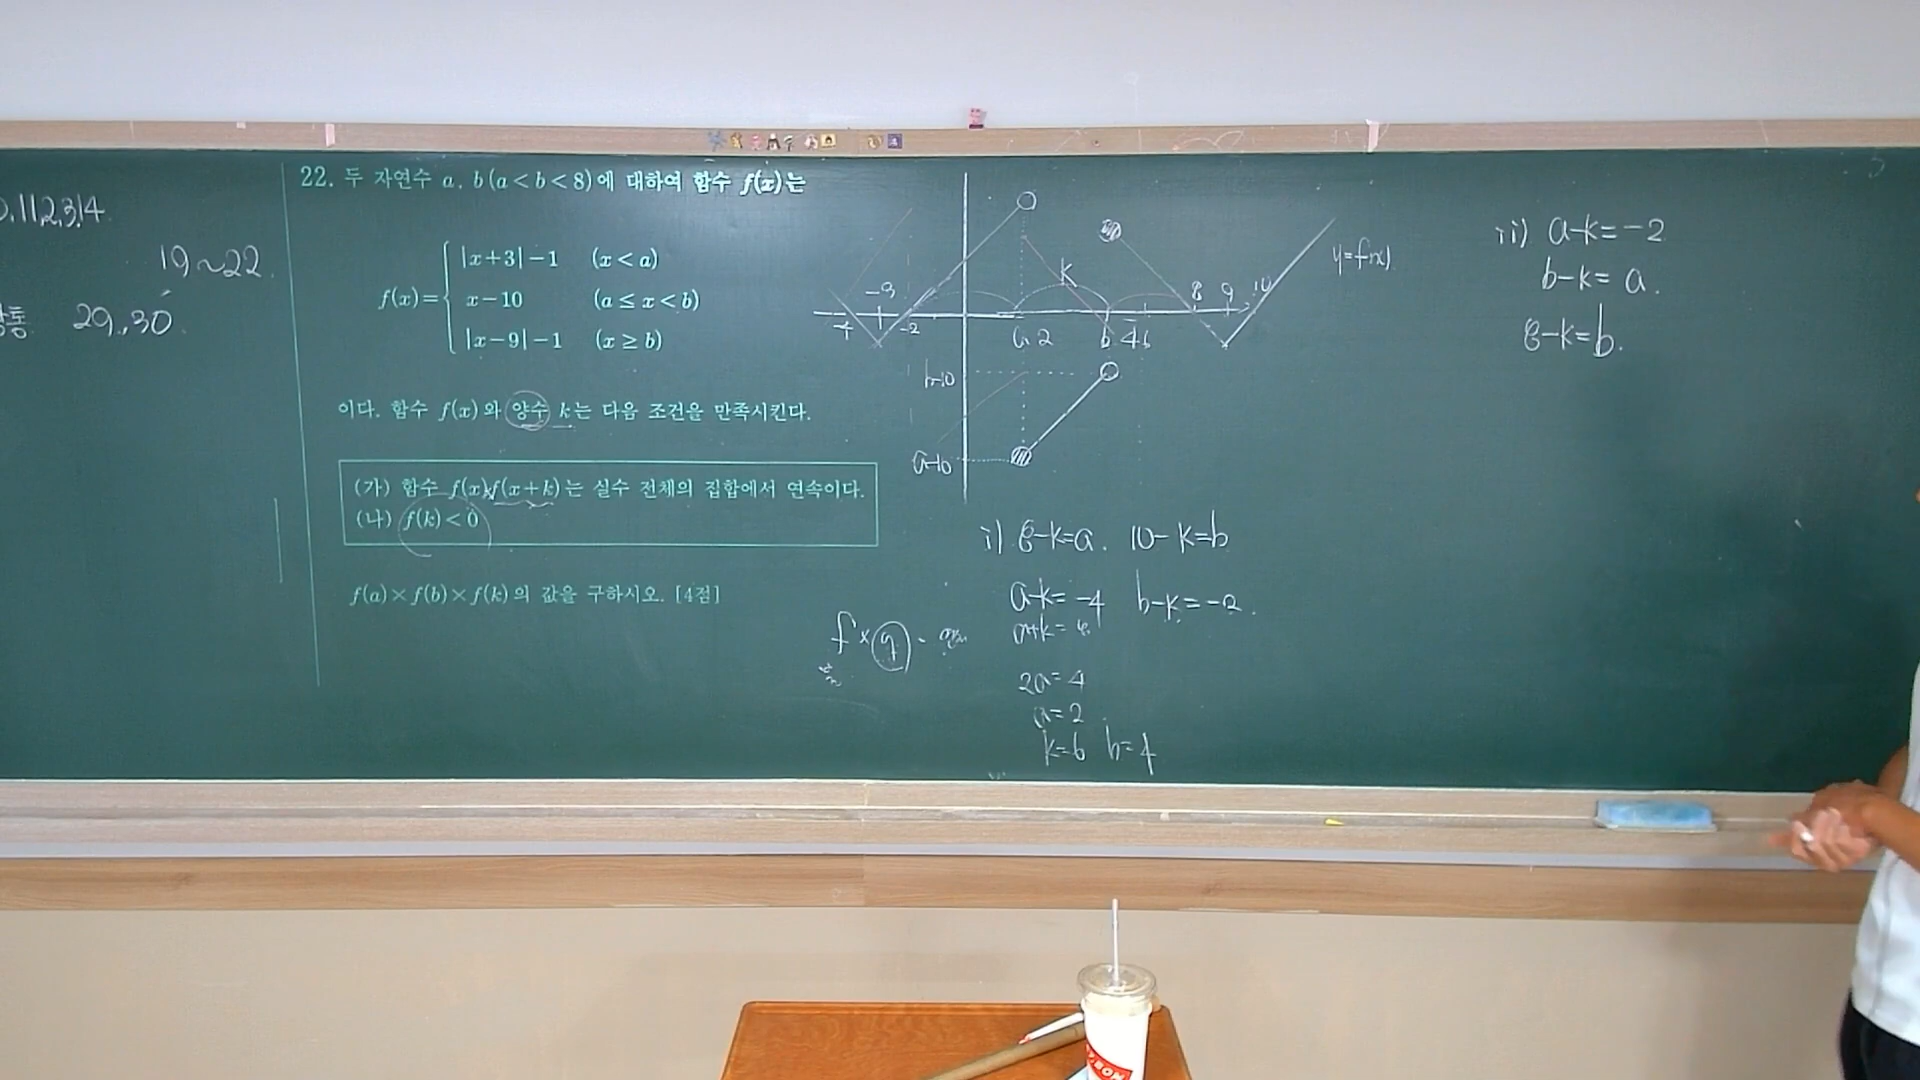 0,11,12,13,14
19~22
29, 30
22. 두 자연수 a, b (a<b<8)에 대하여 함수 f(x)는
f(x)= |x+3|-1 (x<a)
x-10 (a≤x<b)
|x-9|-1 (x≥b)
이다. 함수 f(x)와 양수 k는 다음 조건을 만족시킨다.
(가) 함수 f(x)f(x+k)는 실수 전체의 집합에서 연속이다.
(나) f(k)<0
f(a)×f(b)×f(k)의 값을 구하시오. [4점]
y=f(x)
k
-3 8 9 10
-4 -2 a 2 b 4 6
b-10
a-10
i) 8-k=a. 10-k=b
a-k=-4 b-k=-2.
2a=4
a=2
k=6 b=4
f × g
ii) a-k=-2
b-k=a.
8-k=b.